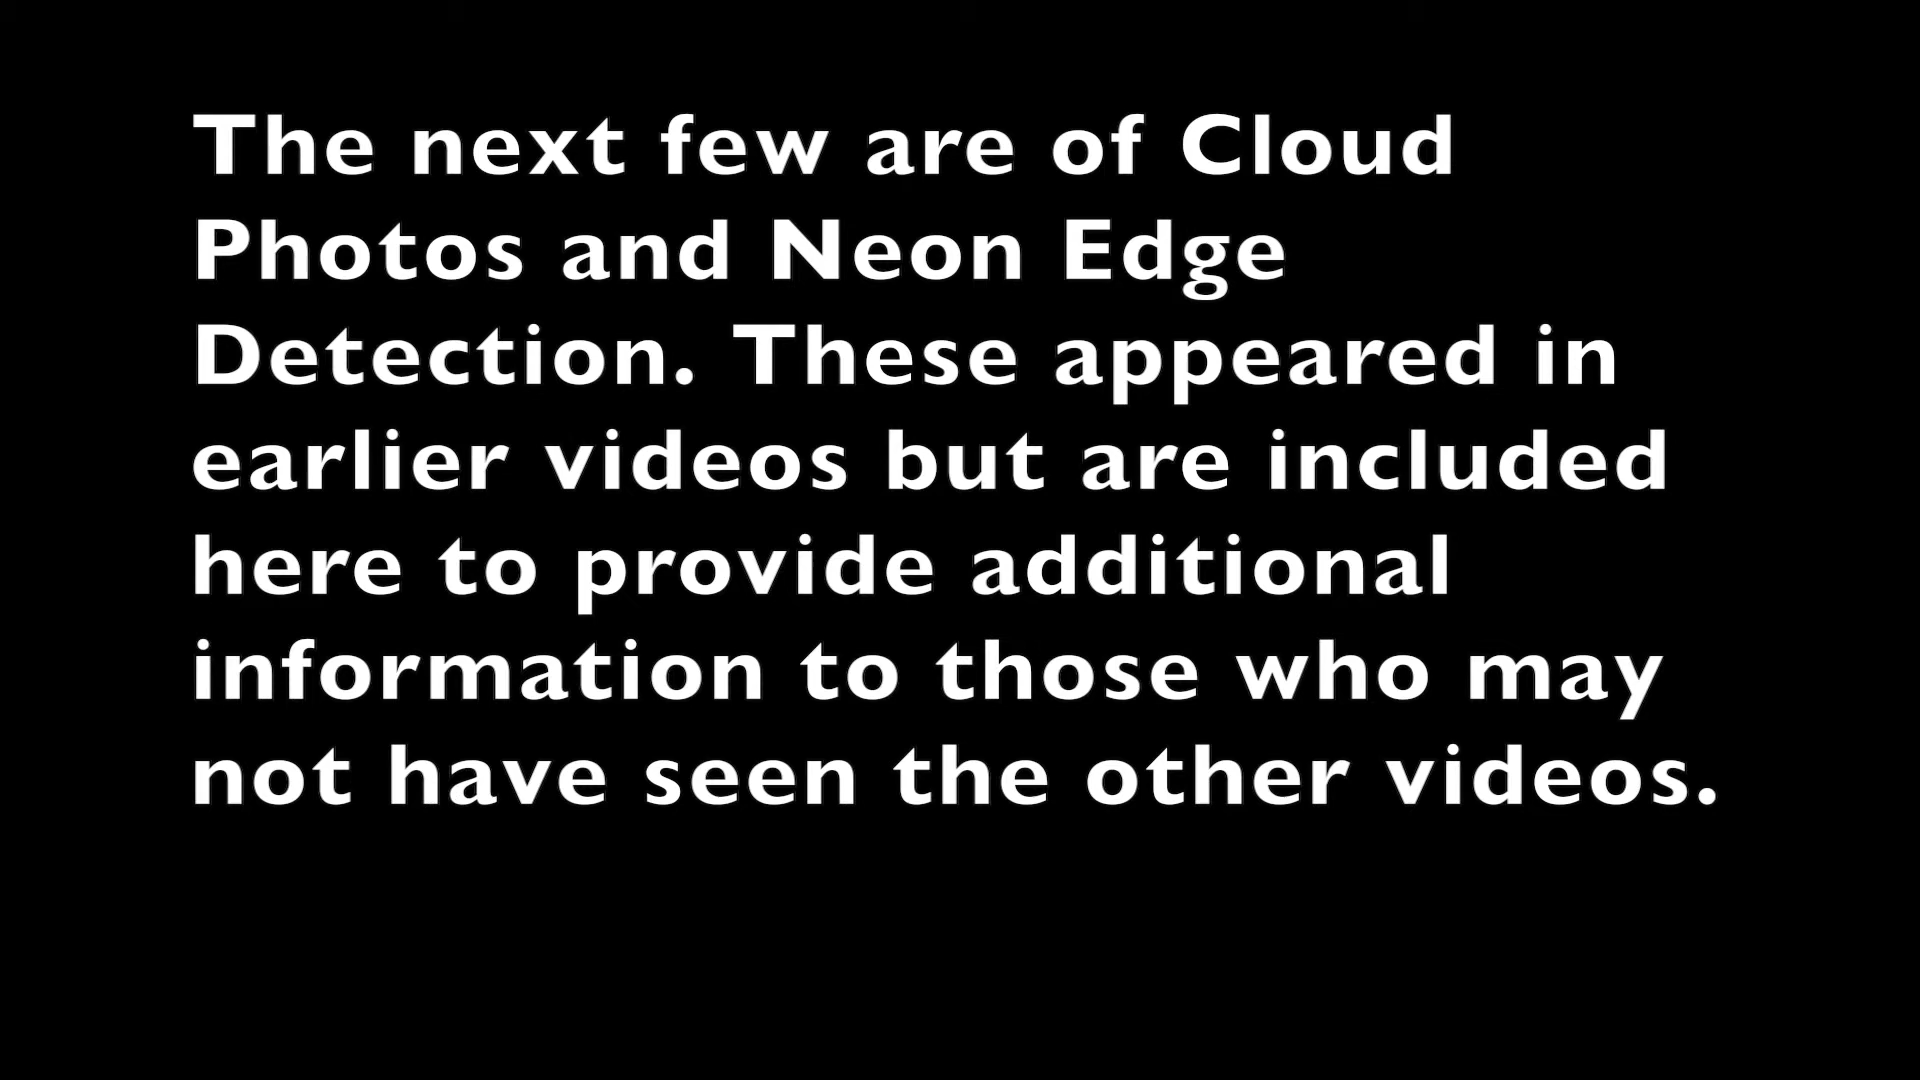 The next few are of Cloud
Photos and Neon Edge
Detection. These appeared in
earlier videos but are included
here to provide additional
information to those who may
not have seen the other videos.